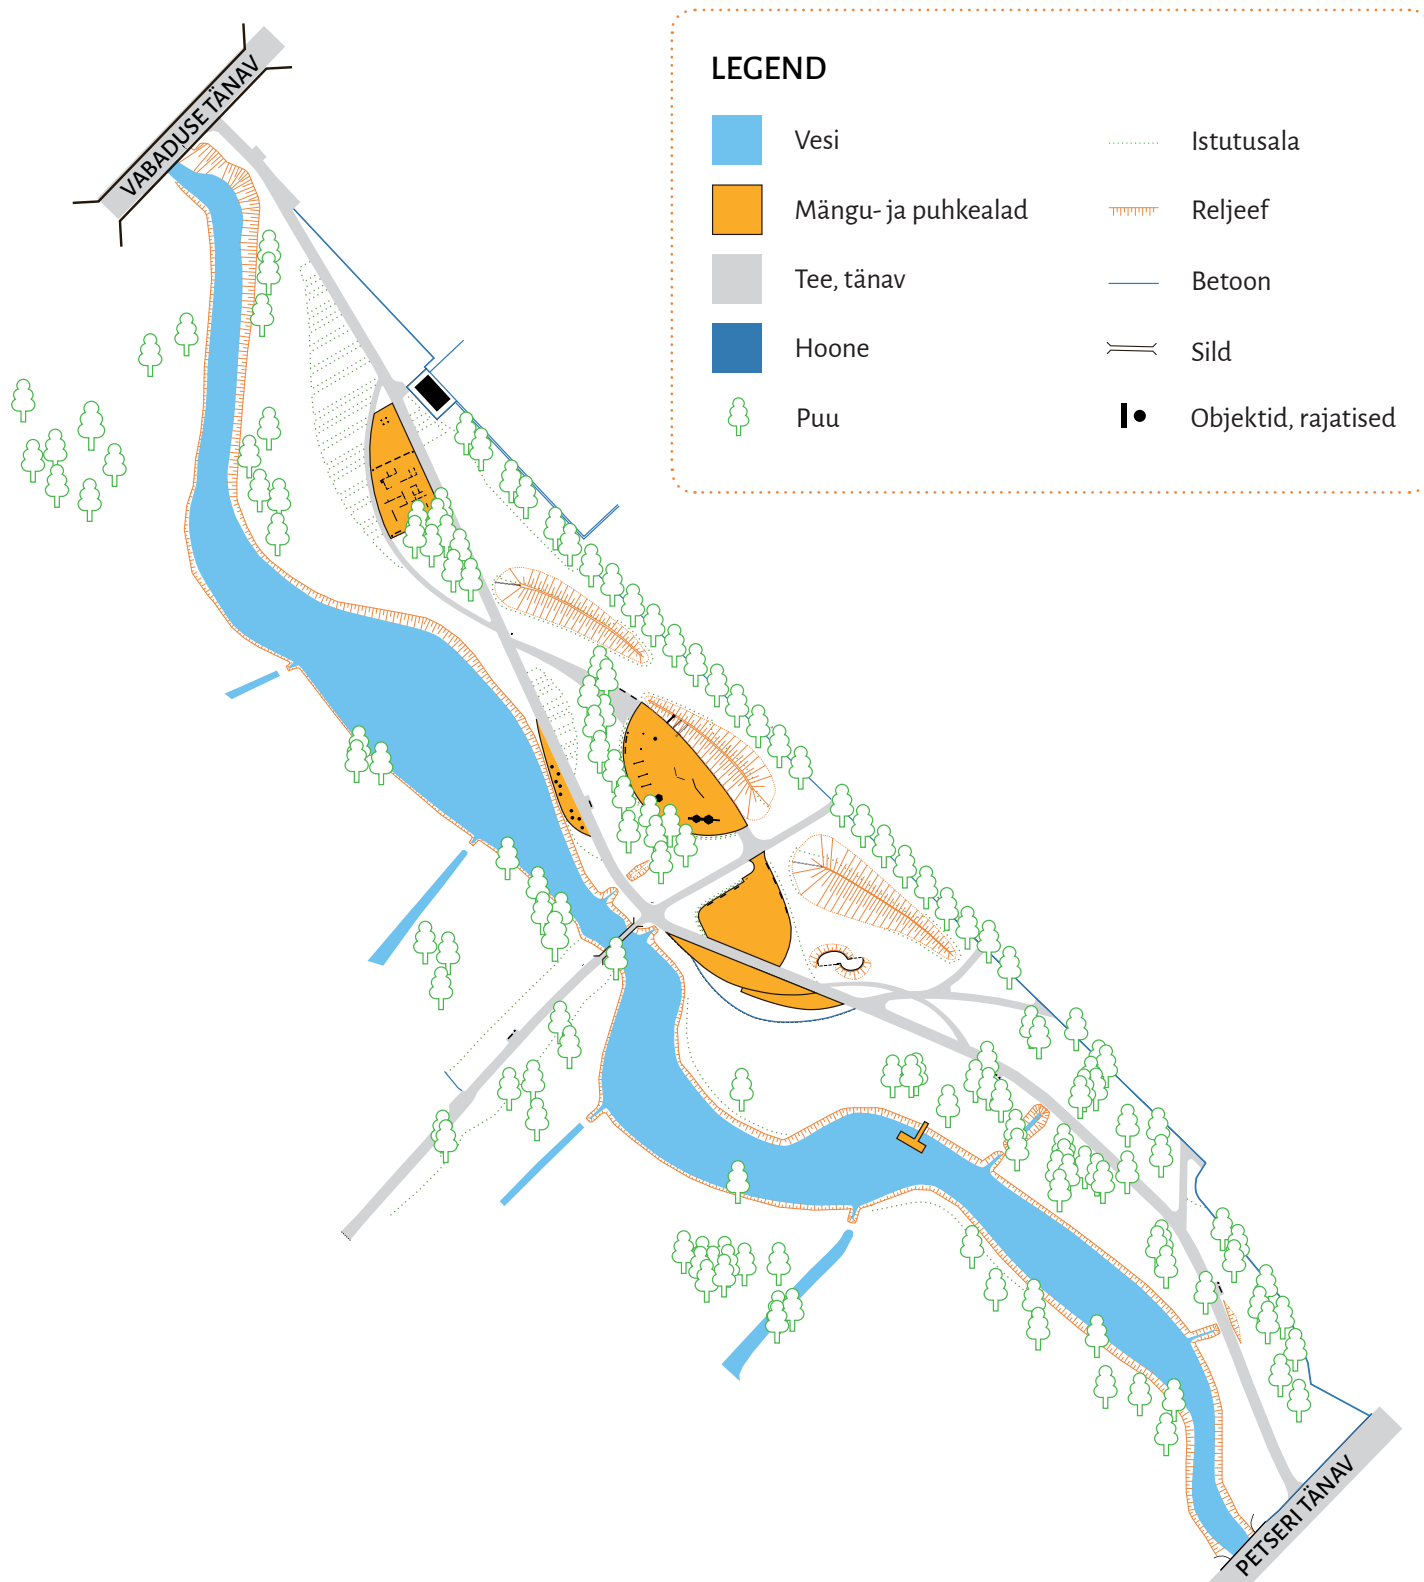 VABADUSE TÄNAV
LEGEND
Vesi
Mängu- ja puhkealad
Tee, tänav
Hoone
Puu
Istutusala
Reljeef
Betoon
Sild
Objektid, rajatised
PETSERI TÄNAV